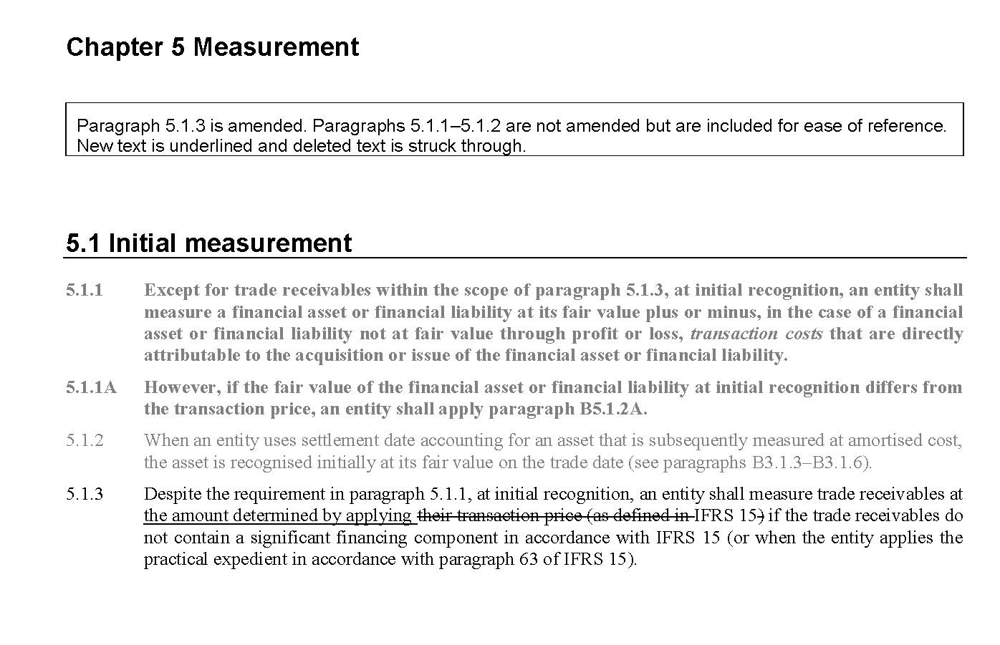 Chapter 5 Measurement
Paragraph 5.1.3 is amended. Paragraphs 5.1.1–5.1.2 are not amended but are included for ease of reference.
New text is underlined and deleted text is struck through.
5.1 Initial measurement
5.1.1 Except for trade receivables within the scope of paragraph 5.1.3, at initial recognition, an entity shall
measure a financial asset or financial liability at its fair value plus or minus, in the case of a financial
asset or financial liability not at fair value through profit or loss, transaction costs that are directly
attributable to the acquisition or issue of the financial asset or financial liability.
5.1.1A However, if the fair value of the financial asset or financial liability at initial recognition differs from
the transaction price, an entity shall apply paragraph B5.1.2A.
5.1.2 When an entity uses settlement date accounting for an asset that is subsequently measured at amortised cost,
the asset is recognised initially at its fair value on the trade date (see paragraphs B3.1.3–B3.1.6).
5.1.3 Despite the requirement in paragraph 5.1.1, at initial recognition, an entity shall measure trade receivables at
the amount determined by applying their transaction price (as defined in IFRS 15) if the trade receivables do
not contain a significant financing component in accordance with IFRS 15 (or when the entity applies the
practical expedient in accordance with paragraph 63 of IFRS 15).